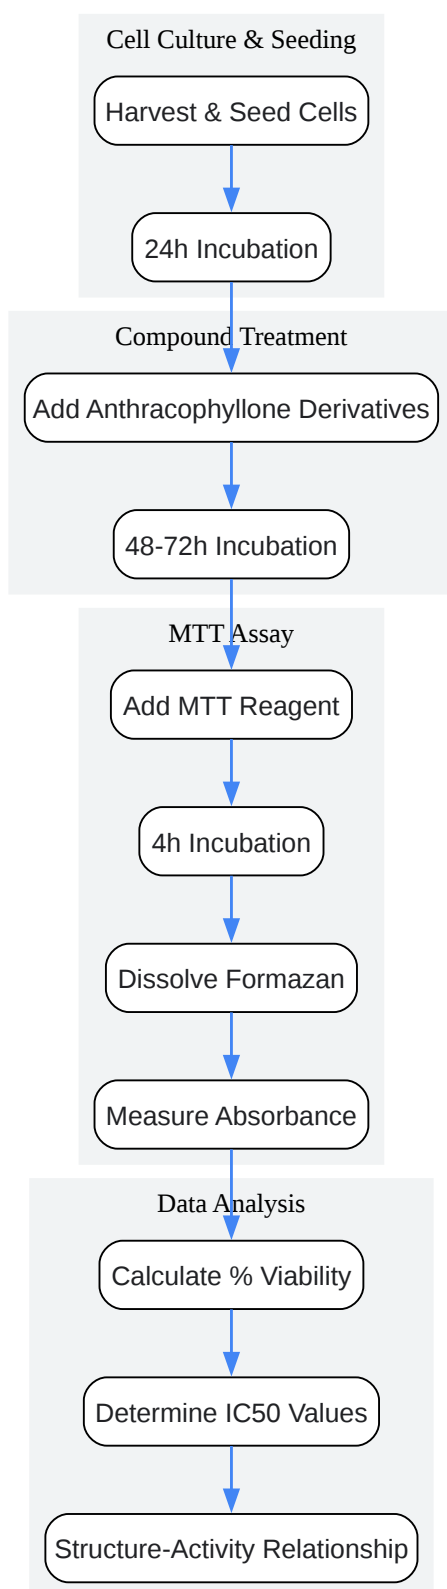 Cell Culture & Seeding
Harvest & Seed Cells
24h Incubation
Compound Treatment
Add Anthracophyllone Derivatives
48-72h Incubation
MTT Assay
Add MTT Reagent
4h Incubation
Dissolve Formazan
Measure Absorbance
Data Analysis
Calculate % Viability
Determine IC50 Values
Structure-Activity Relationship